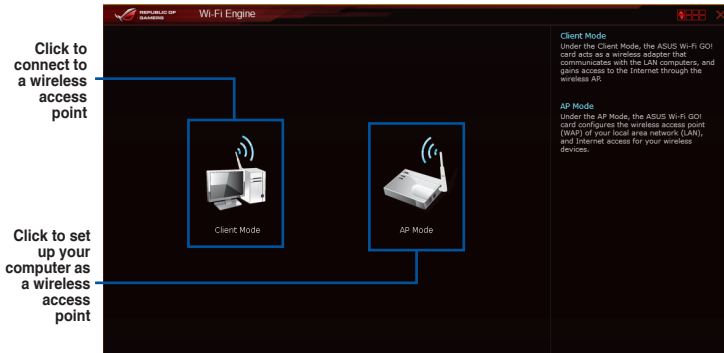 REPUBLIC OF
GAMERS
Wi-Fi Engine
Click to
connect to
a wireless
access
point
Client Mode
AP Mode
Click to set
up your
computer as
a wireless
access
point
Client Mode
Under the Client Mode, the ASUS Wi-Fi GO!
card acts as a wireless adapter that
communicates with the LAN computers, and
gains access to the Internet through the
wireless AP.
AP Mode
Under the AP Mode, the ASUS Wi-Fi GO!
card configures the wireless access point
(WAP) of your local area network (LAN),
and Internet access for your wireless
devices.